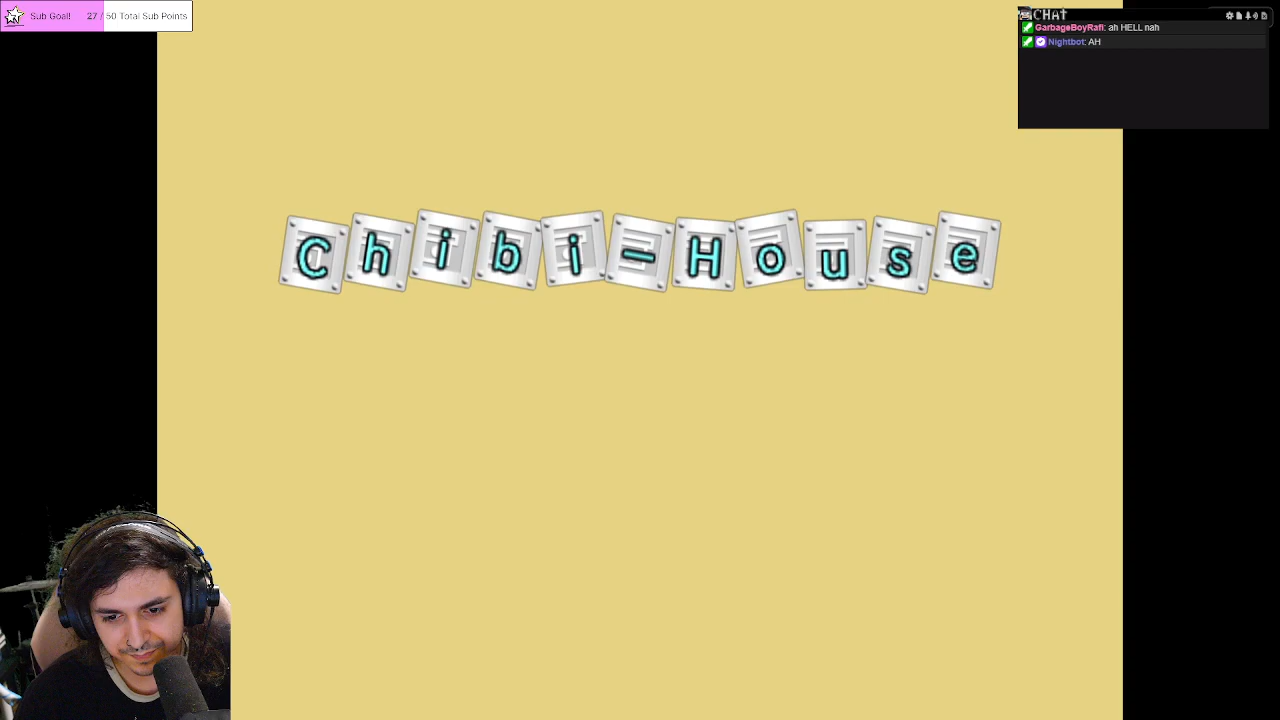 Sub Goal!
27 / 50 Total Sub Points
CHAT
GarbageBoyRafi: ah HELL nah
Nightbot: AH
Chibi-House